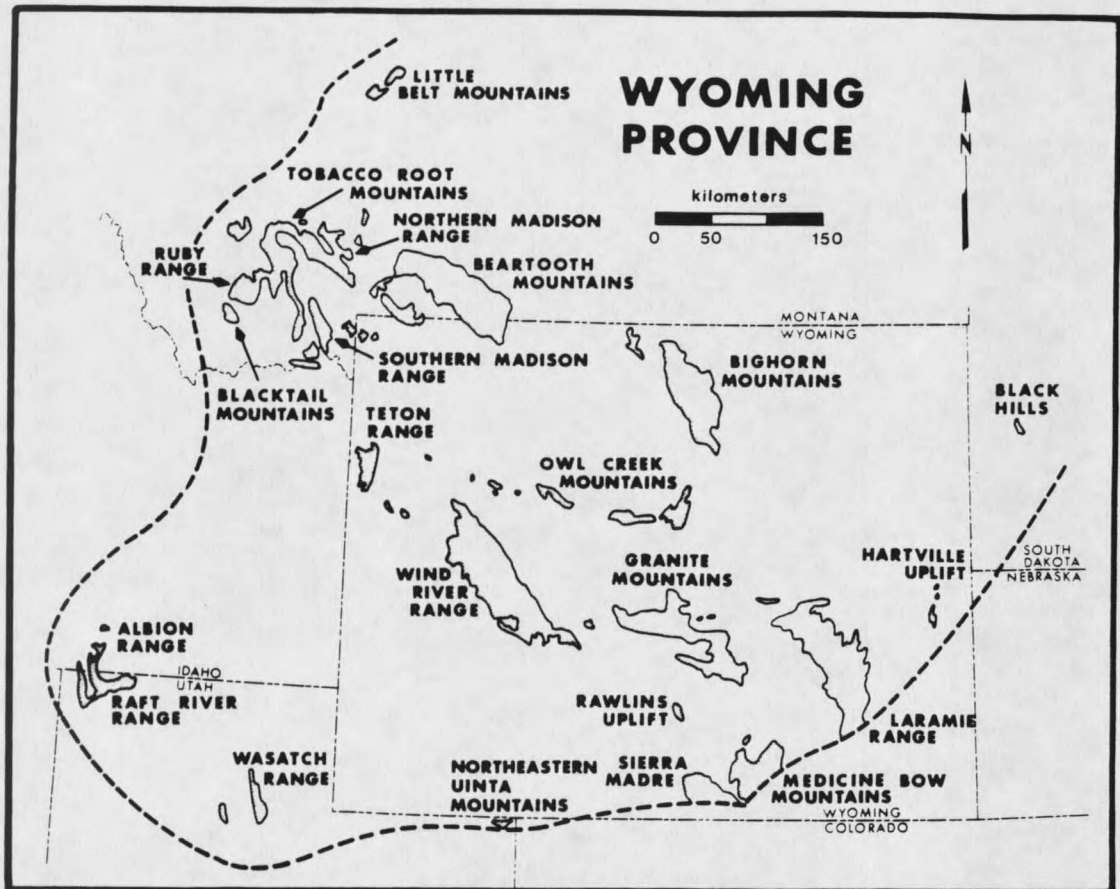 LITTLE
BELT MOUNTAINS
WYOMING
PROVINCE
N
kilometers
0 50 150
TOBACCO ROOT
MOUNTAINS
NORTHERN MADISON
RANGE
RUBY
RANGE
BEARTOOTH
MOUNTAINS
MONTANA
WYOMING
SOUTHERN MADISON
RANGE
BIGHORN
MOUNTAINS
BLACKTAIL
MOUNTAINS
BLACK
HILLS
TETON
RANGE
OWL CREEK
MOUNTAINS
HARTVILLE
UPLIFT
SOUTH
DAKOTA
NEBRASKA
WIND
RIVER
RANGE
GRANITE
MOUNTAINS
ALBION
RANGE
IDAHO
UTAH
RAFT RIVER
RANGE
RAWLINS
UPLIFT
LARAMIE
RANGE
WASATCH
RANGE
NORTHEASTERN
UINTA
MOUNTAINS
SIERRA
MADRE
MEDICINE BOW
MOUNTAINS
WYOMING
COLORADO